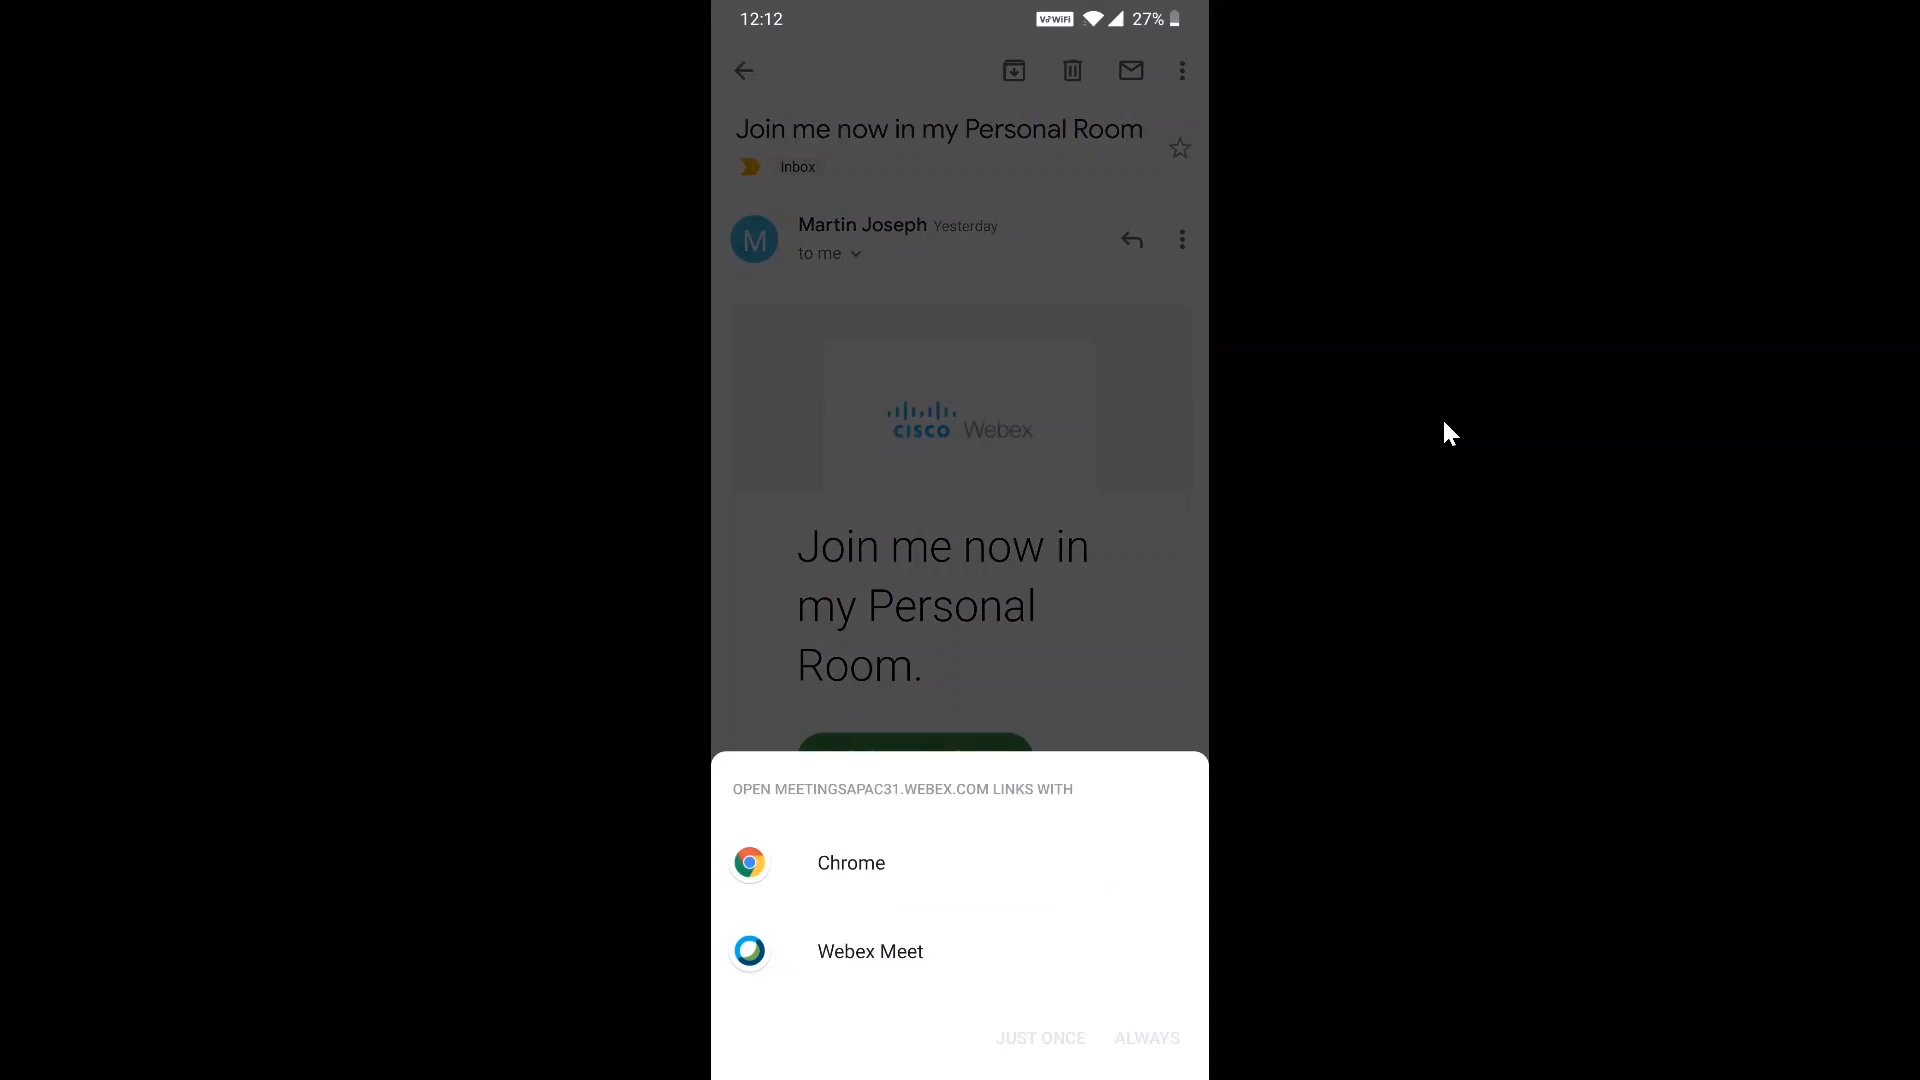 12:12
VoWiFi 27%
Join me now in my Personal Room
Inbox
M
Martin Joseph Yesterday
to me
cisco Webex
Join me now in
my Personal
Room.
OPEN MEETINGSAPAC31.WEBEX.COM LINKS WITH
Chrome
Webex Meet
JUST ONCE ALWAYS